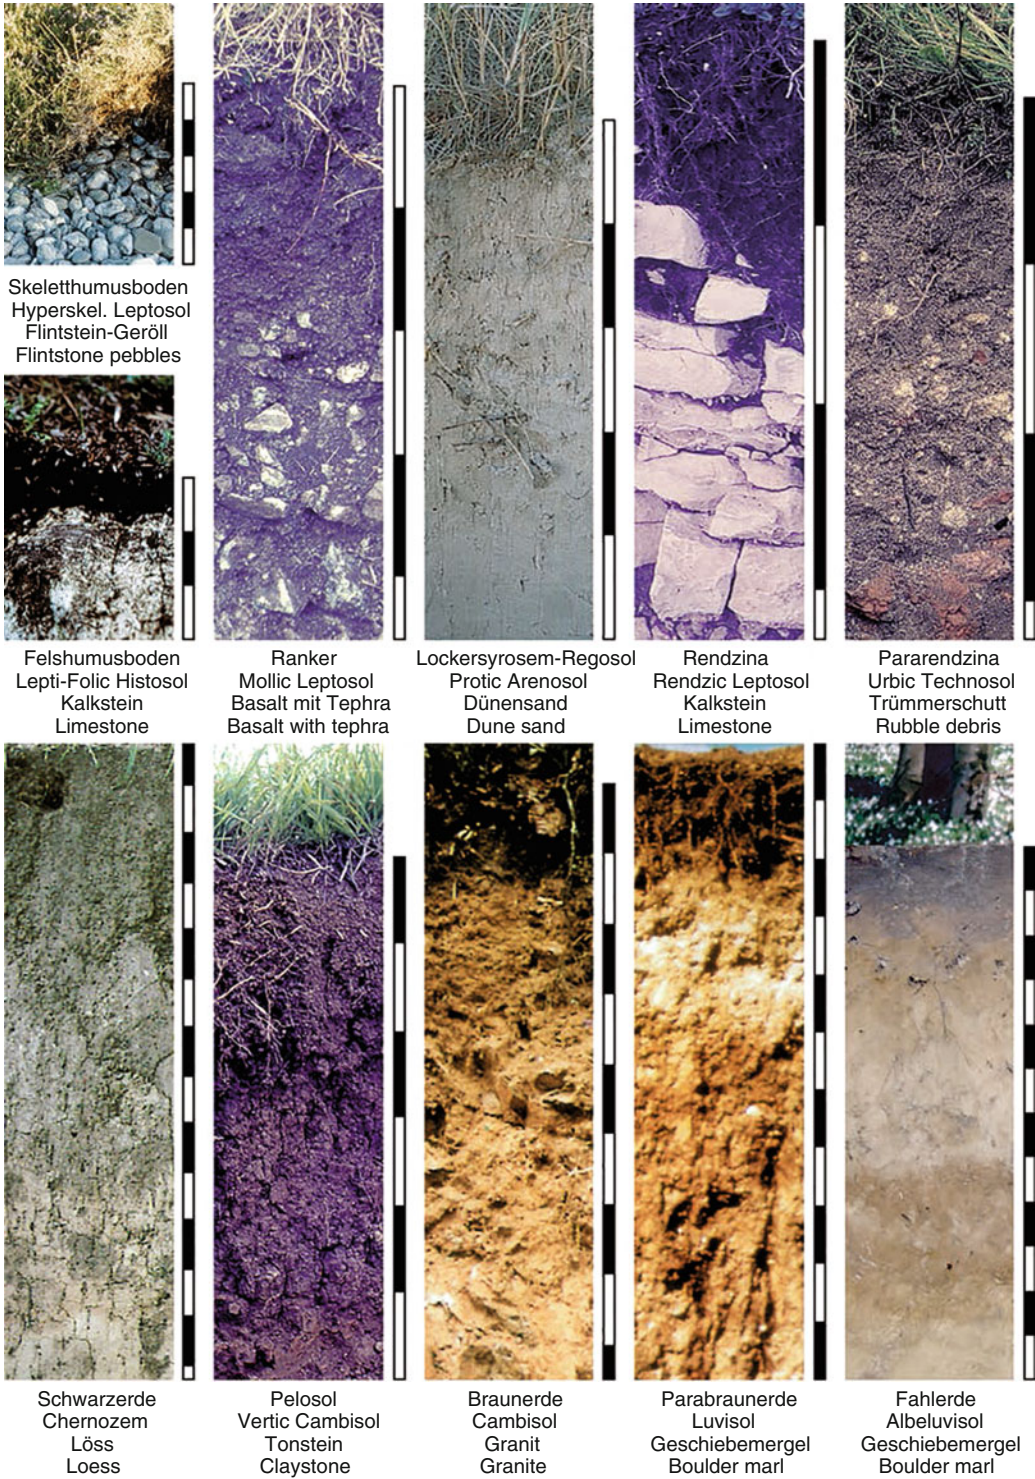 Skeletthumusboden
Hyperskel. Leptosol
Flintstein-Geröll
Flintstone pebbles
Felshumusboden
Lepti-Folic Histosol
Kalkstein
Limestone
Ranker
Mollic Leptosol
Basalt mit Tephra
Basalt with tephra
Lockersyrosem-Regosol
Protic Arenosol
Dünensand
Dune sand
Rendzina
Rendzic Leptosol
Kalkstein
Limestone
Pararendzina
Urbic Technosol
Trümmerschutt
Rubble debris
Schwarzerde
Chernozem
Löss
Loess
Pelosol
Vertic Cambisol
Tonstein
Claystone
Braunerde
Cambisol
Granit
Granite
Parabraunerde
Luvisol
Geschiebemergel
Boulder marl
Fahlerde
Albeluvisol
Geschiebemergel
Boulder marl